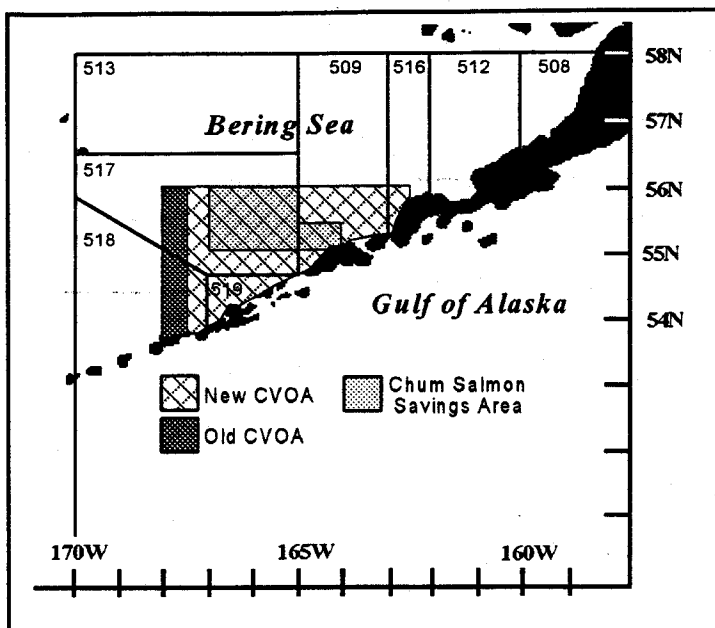 513
509
516
512
508
58N
Bering Sea
57N
517
56N
518
55N
519
Gulf of Alaska
54N
New CVOA
Chum Salmon
Savings Area
Old CVOA
170W
165W
160W